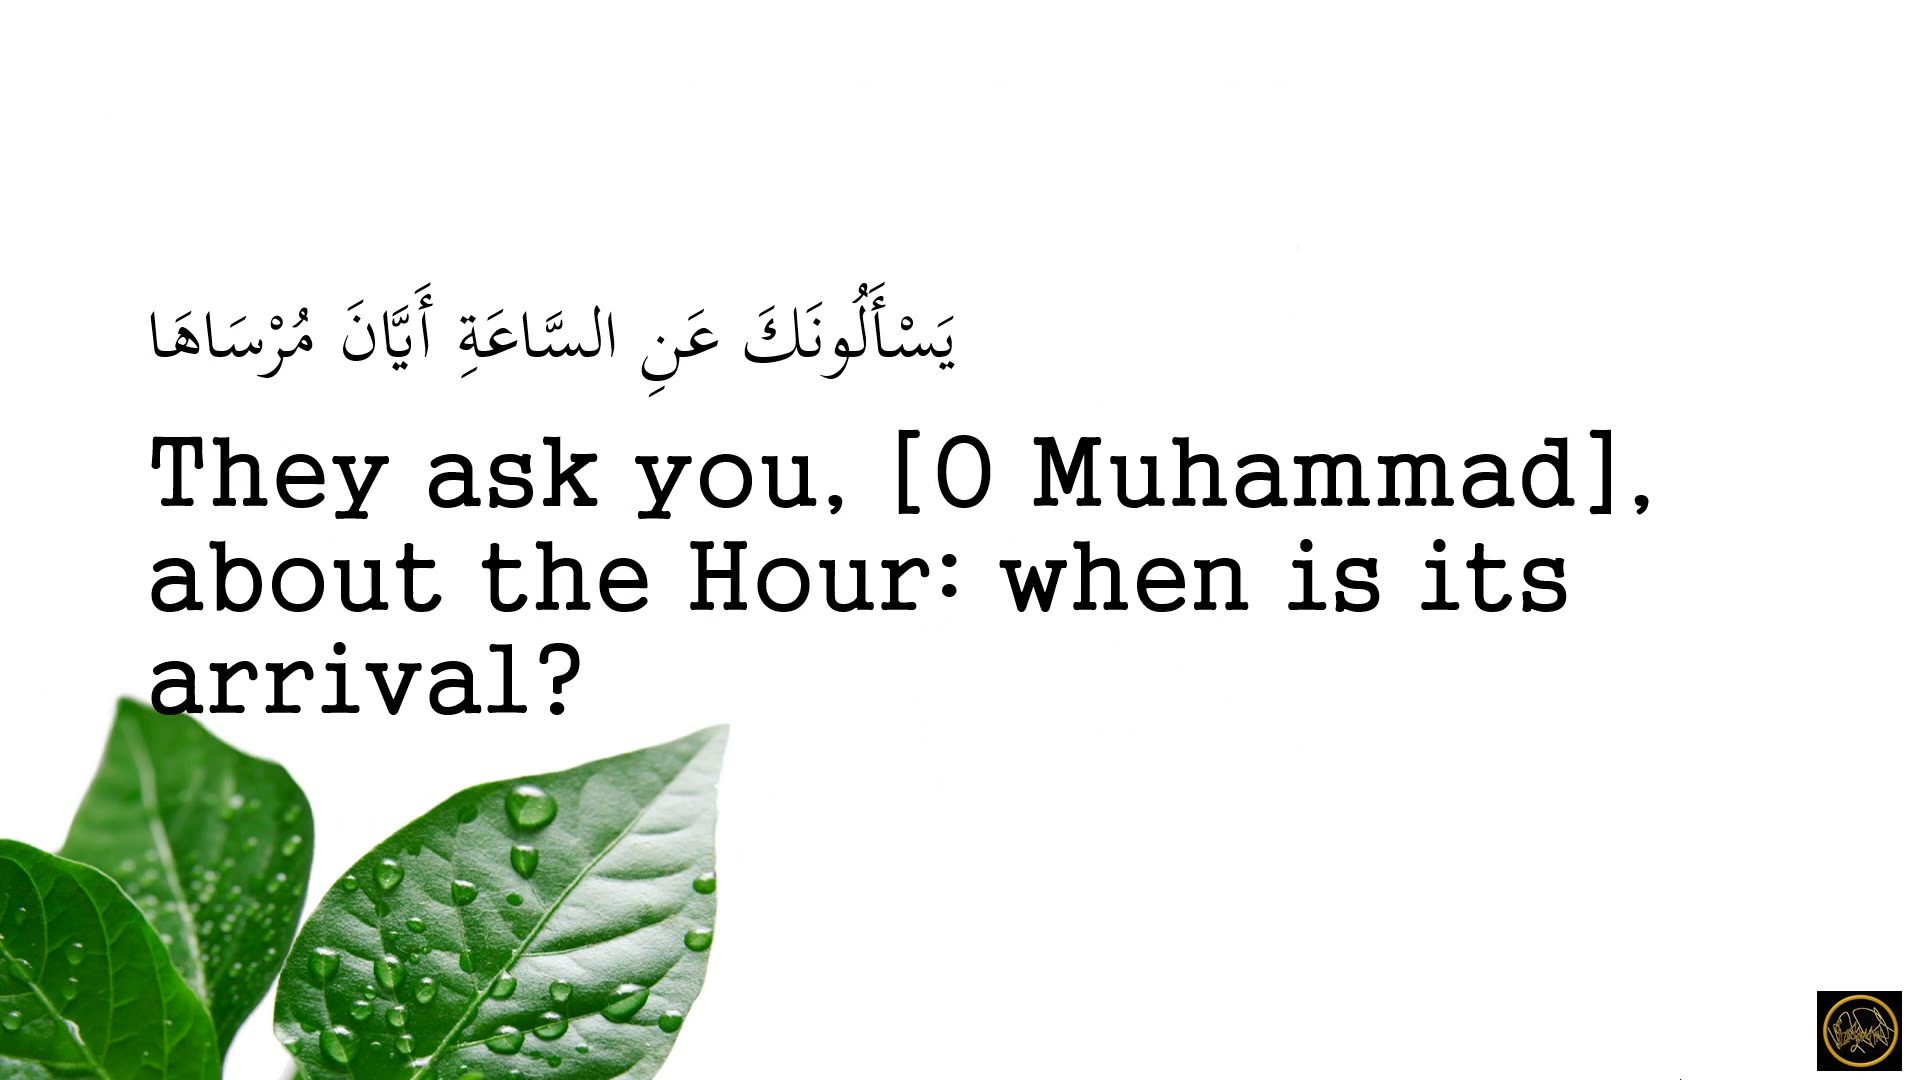 يَسْأَلُونَكَ عَنِ السَّاعَةِ أَيَّانَ مُرْسَاهَا
They ask you, [O Muhammad],
about the Hour: when is its
arrival?